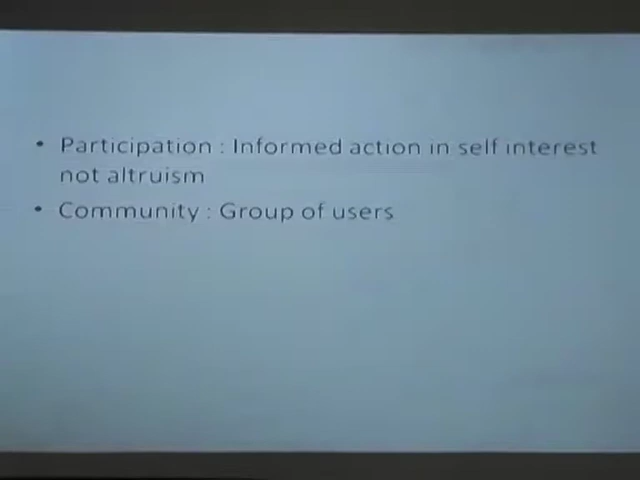 • Participation : Informed action in self interest
not altruism
• Community : Group of users